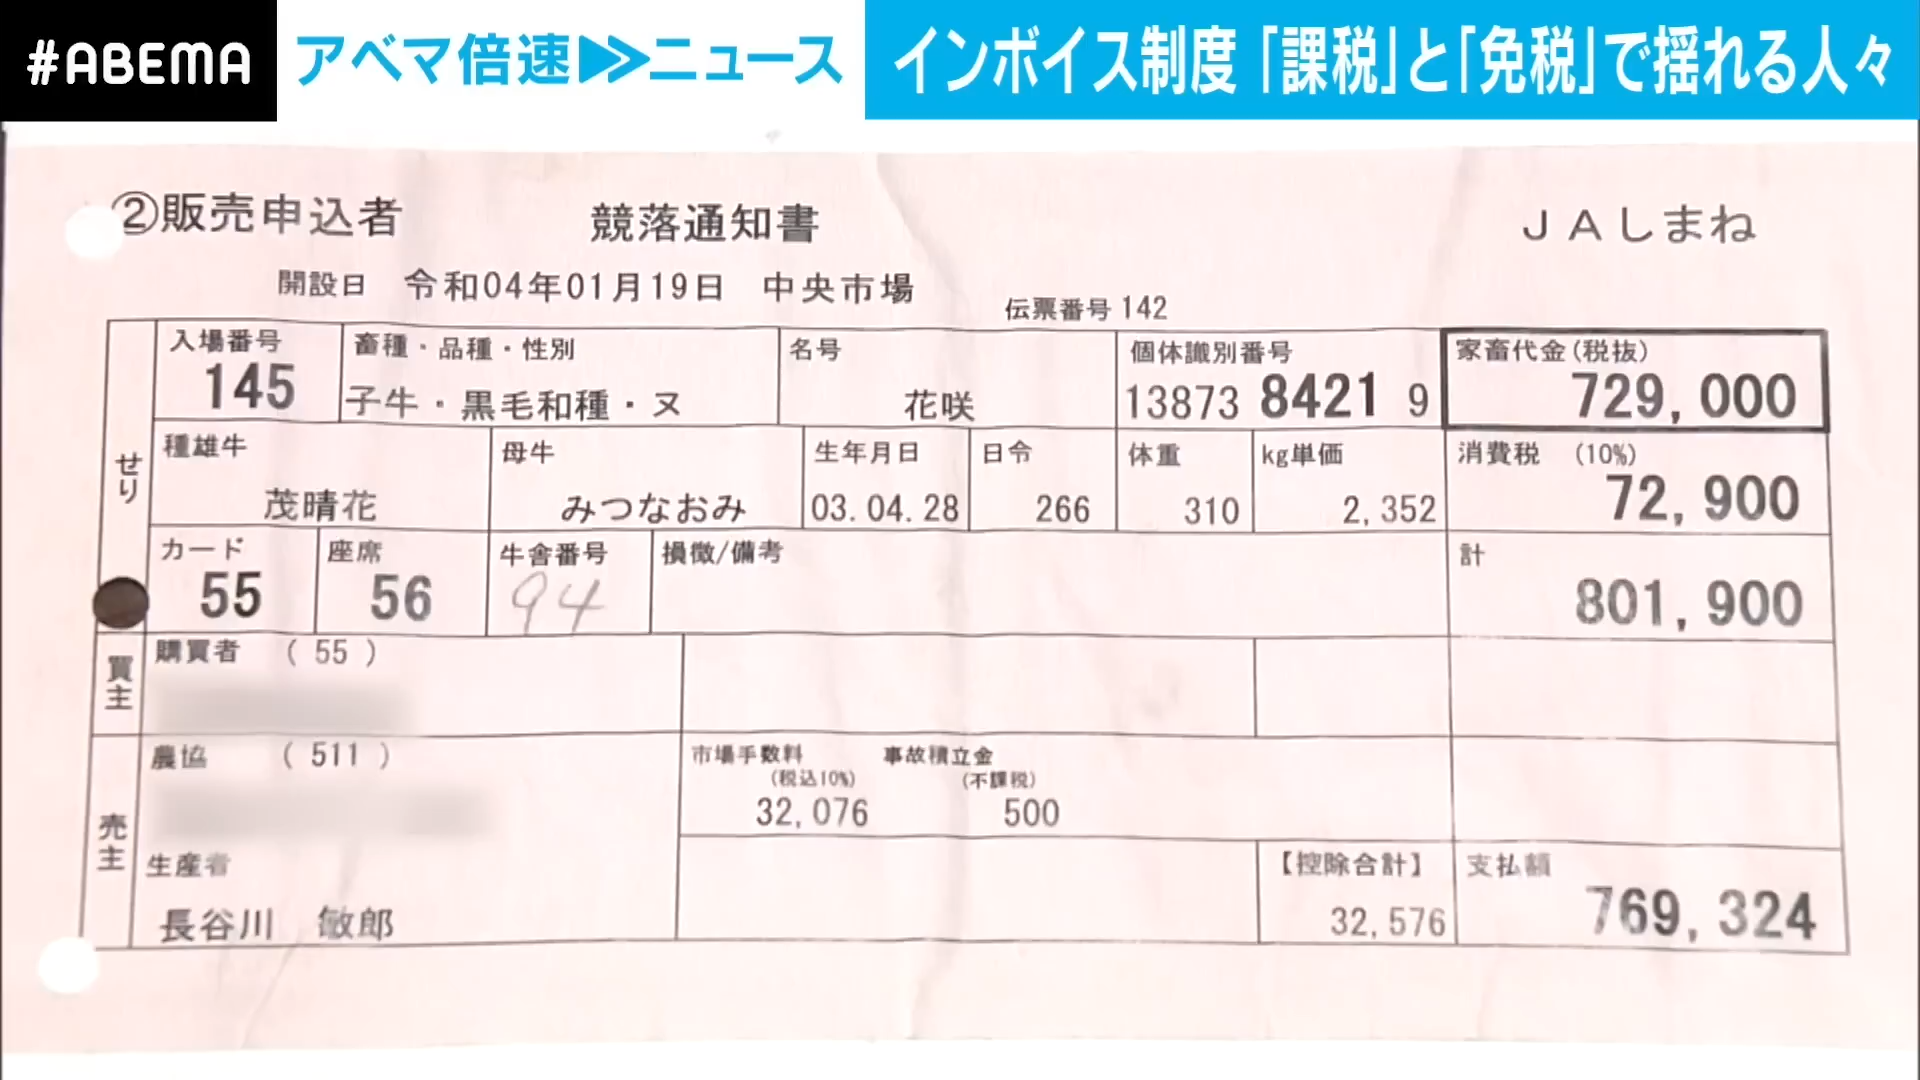 #ABEMA
アベマ倍速▶≫ニュース
インボイス制度「課税」と「免税」で揺れる人々
②販売申込者 競落通知書 JAしまね
開設日 令和04年01月19日 中央市場
伝票番号 142
せり
入場番号 畜種・品種・性別 名号 個体識別番号 家畜代金(税抜)
145 子牛・黒毛和種・ヌ 花咲 13873 8421 9 729,000
種雄牛 母牛 生年月日 日令 体重 kg単価 消費税 (10%)
茂晴花 みつなおみ 03.04.28 266 310 2,352 72,900
カード 座席 牛舎番号 損徴/備考 計
55 56 94 801,900
買主
購買者 (55)
売主
農協 (511) 市場手数料 事故積立金
(税込10%) (不課税)
32,076 500
生産者 【控除合計】 支払額
長谷川 敏郎 32,576 769,324